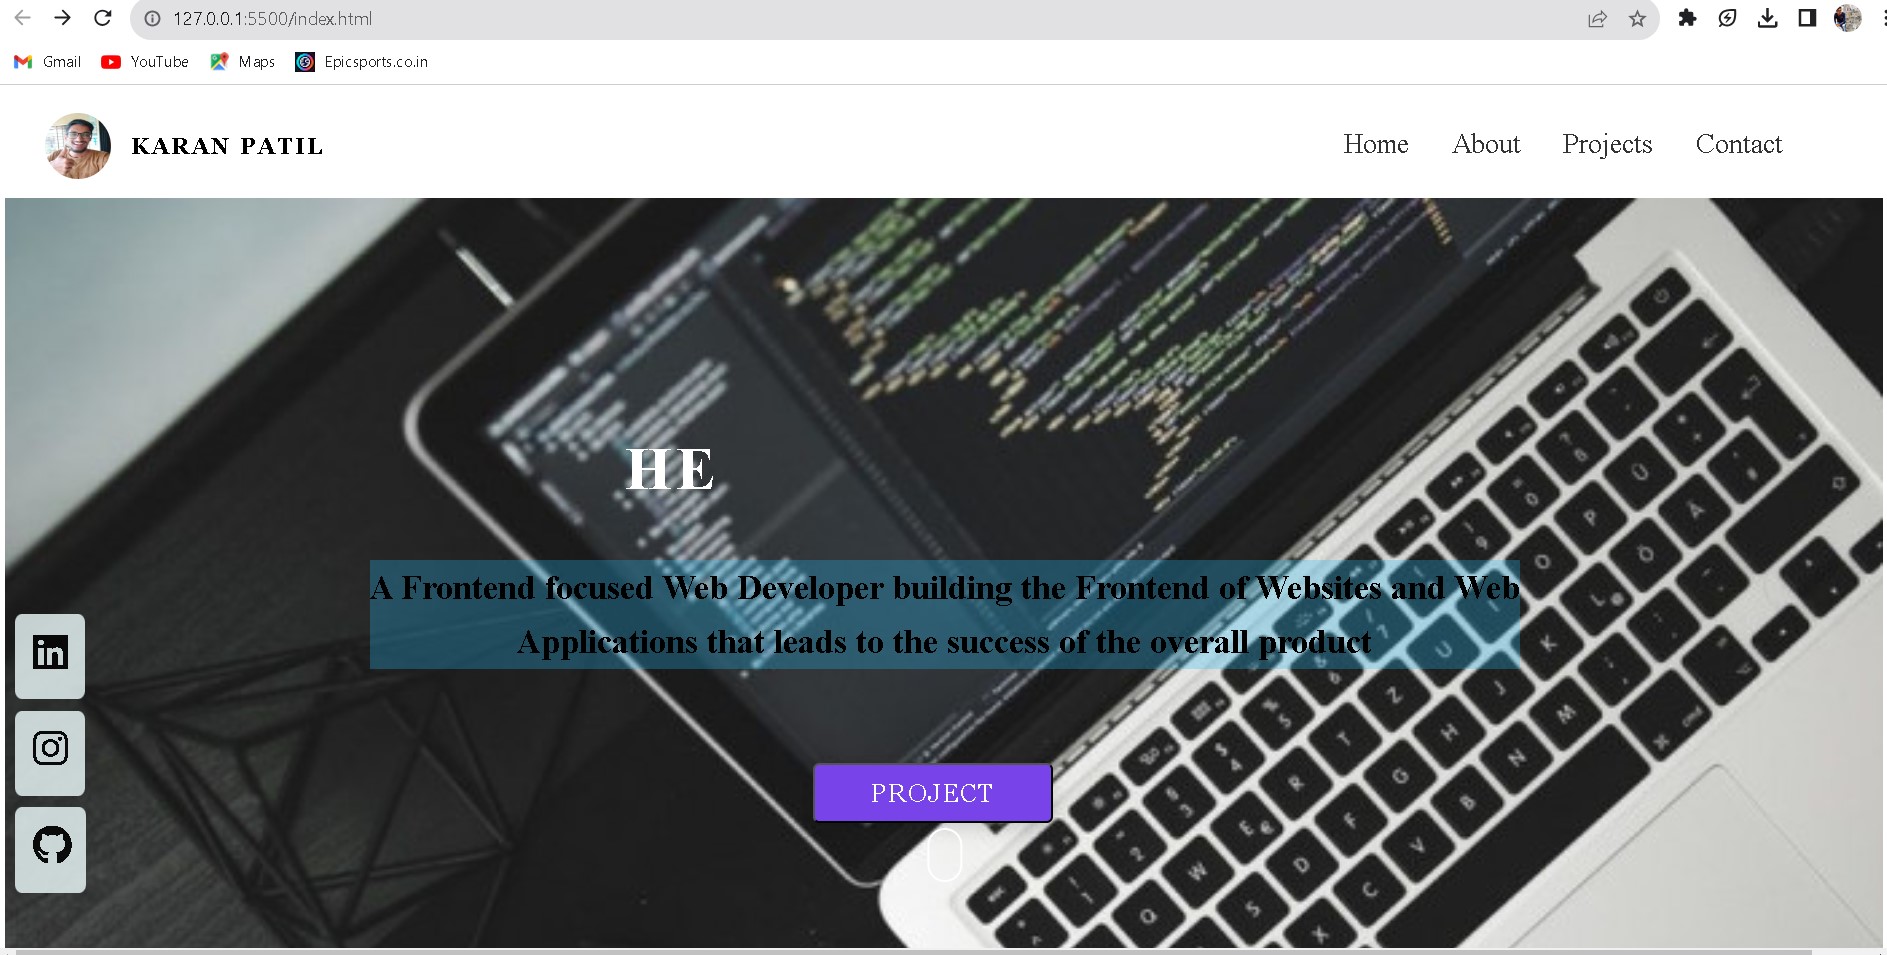 127.0.0.1:5500/index.html
Gmail YouTube Maps Epicsports.co.in
KARAN PATIL
Home About Projects Contact
HE
A Frontend focused Web Developer building the Frontend of Websites and Web
Applications that leads to the success of the overall product
PROJECT